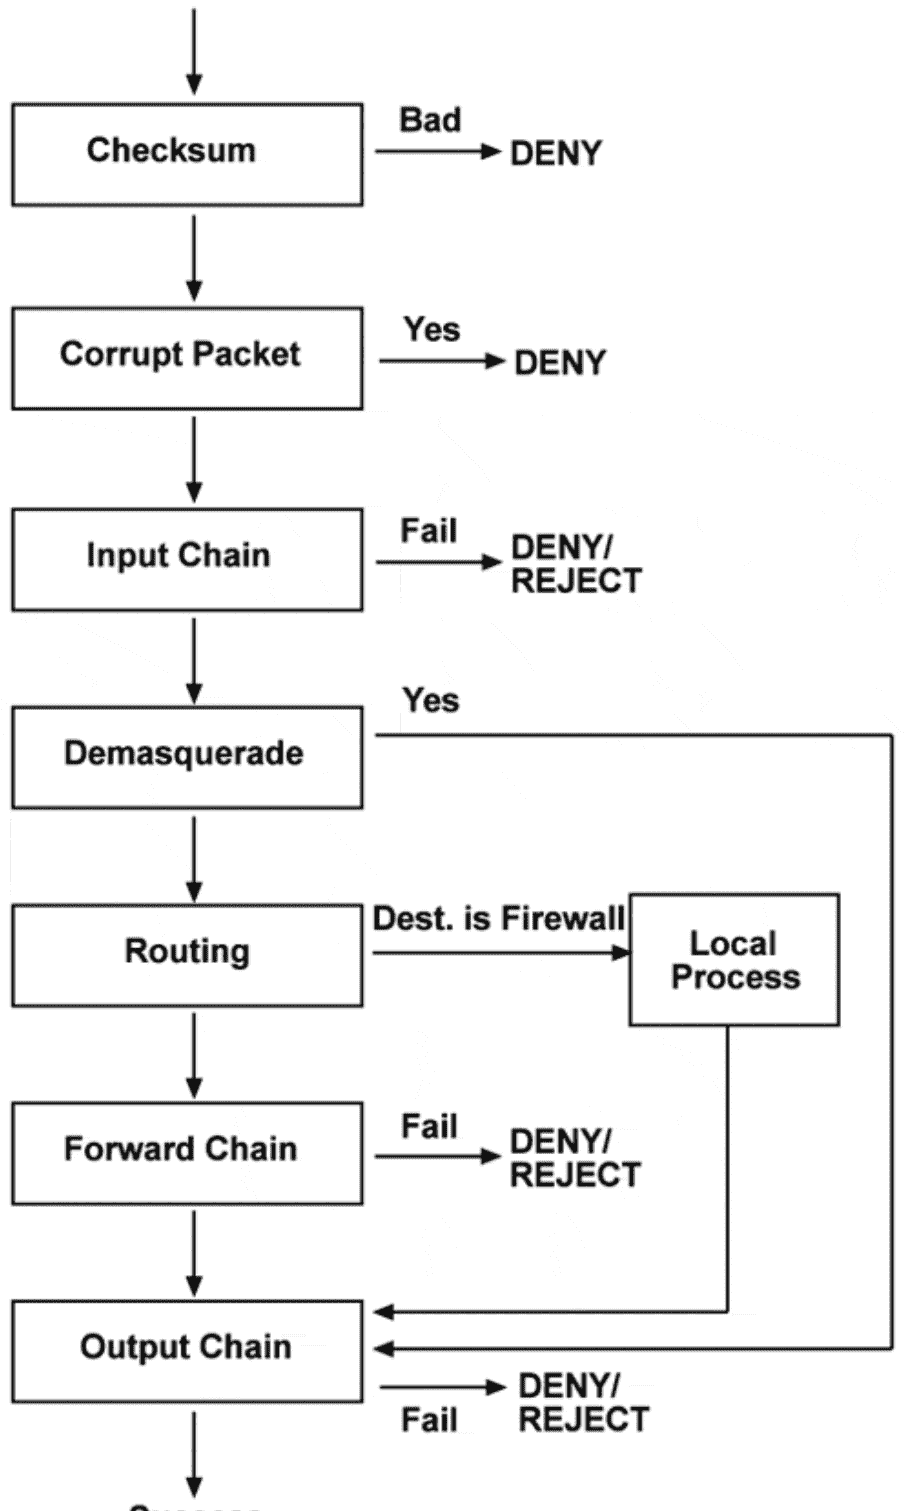 Checksum
Bad
DENY
Corrupt Packet
Yes
DENY
Input Chain
Fail
DENY/
REJECT
Demasquerade
Yes
Routing
Dest. is Firewall
Local
Process
Forward Chain
Fail
DENY/
REJECT
Output Chain
DENY/
REJECT
Fail